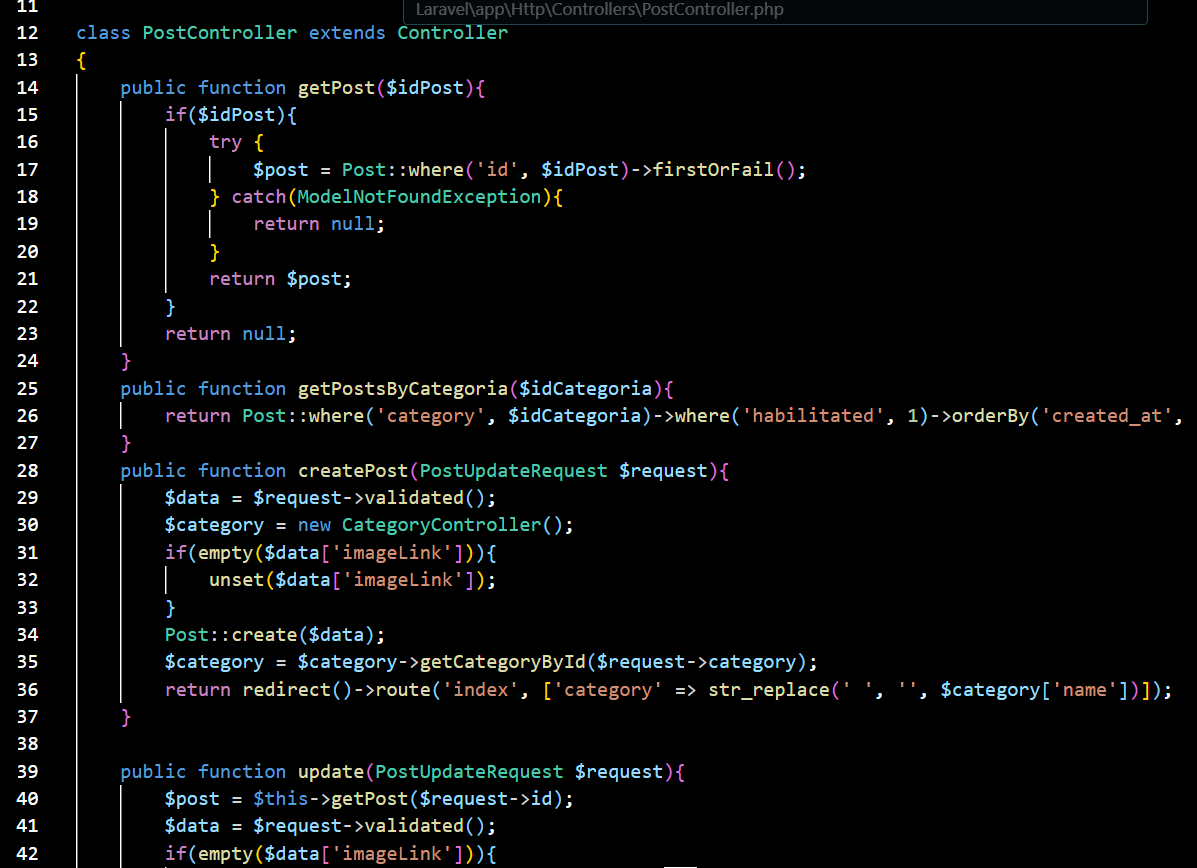 Laravel\app\Http\Controllers\PostController.php
11
12 class PostController extends Controller
13 {
14 public function getPost($idPost){
15 if($idPost){
16 try {
17 $post = Post::where('id', $idPost)->firstOrFail();
18 } catch(ModelNotFoundException){
19 return null;
20 }
21 return $post;
22 }
23 return null;
24 }
25 public function getPostsByCategoria($idCategoria){
26 return Post::where('category', $idCategoria)->where('habilitated', 1)->orderBy('created_at',
27 }
28 public function createPost(PostUpdateRequest $request){
29 $data = $request->validated();
30 $category = new CategoryController();
31 if(empty($data['imageLink'])){
32 unset($data['imageLink']);
33 }
34 Post::create($data);
35 $category = $category->getCategoryById($request->category);
36 return redirect()->route('index', ['category' => str_replace(' ', '', $category['name'])]);
37 }
38
39 public function update(PostUpdateRequest $request){
40 $post = $this->getPost($request->id);
41 $data = $request->validated();
42 if(empty($data['imageLink'])){